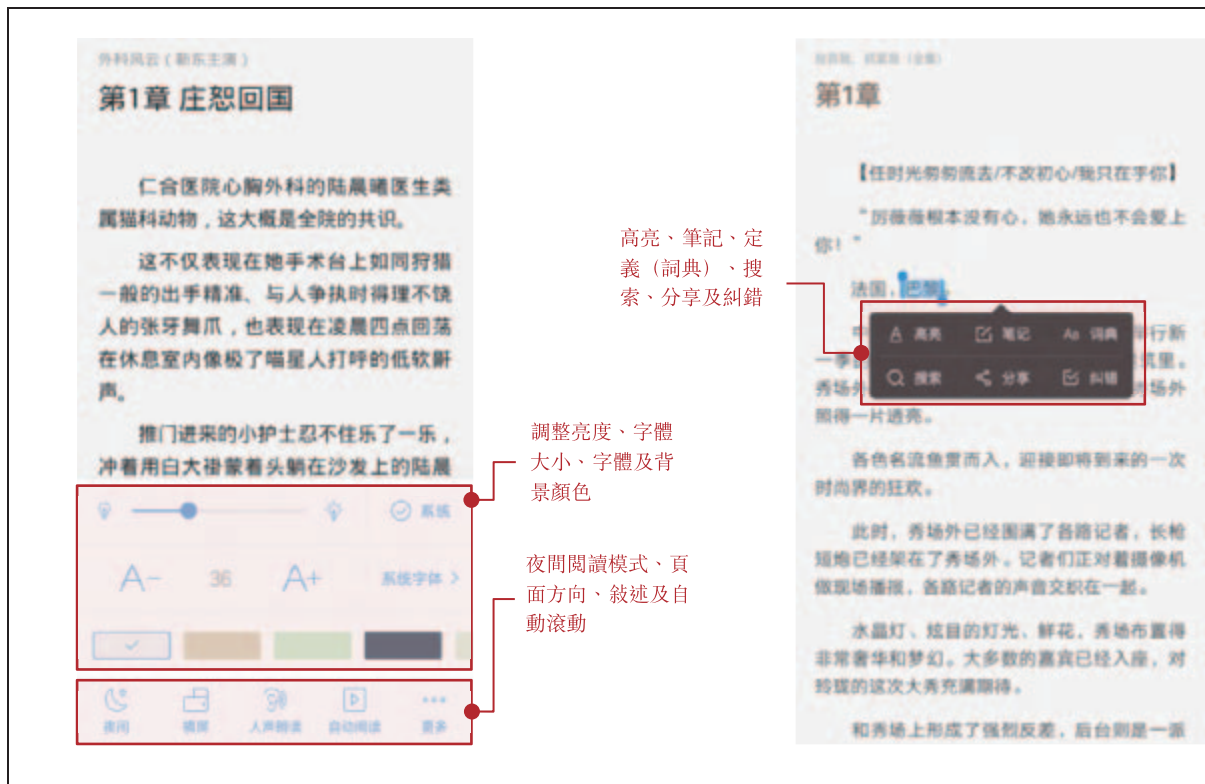 外科风云（靳东主演）
第1章 庄恕回国
仁合医院心胸外科的陆晨曦医生类
属猫科动物，这大概是全院的共识。
这不仅表现在她手术台上如同狩猎
一般的出手精准、与人争执时得理不饶
人的张牙舞爪，也表现在凌晨四点回荡
在休息室内像极了喵星人打呼的低软鼾
声。
推门进来的小护士忍不住乐了一乐，
冲着用白大褂蒙着头躺在沙发上的陆晨
系统
A- 36 A+ 系统字体 >
夜间 横屏 人声朗读 自动阅读 更多
調整亮度、字體
大小、字體及背
景顏色
夜間閱讀模式、頁
面方向、敍述及自
動滾動
高亮、筆記、定
義（詞典）、搜
索、分享及糾錯
第1章
【任时光匆匆流去/不改初心/我只在乎你】
“厉薇薇根本没有心，她永远也不会爱上
你！”
法国，巴黎
A 高亮 笔记 Aa 词典
搜索 分享 纠错
举行新
一季
筑里。
秀场外
秀场外
照得一片透亮。
各色名流鱼贯而入，迎接即将到来的一次
时尚界的狂欢。
此时，秀场外已经围满了各路记者，长枪
短炮已经架在了秀场外。记者们正对着摄像机
做现场播报，各路记者的声音交织在一起。
水晶灯、炫目的灯光、鲜花，秀场布置得
非常奢华和梦幻。大多数的嘉宾已经入座，对
玲珑的这次大秀充满期待。
和秀场上形成了强烈反差，后台则是一派